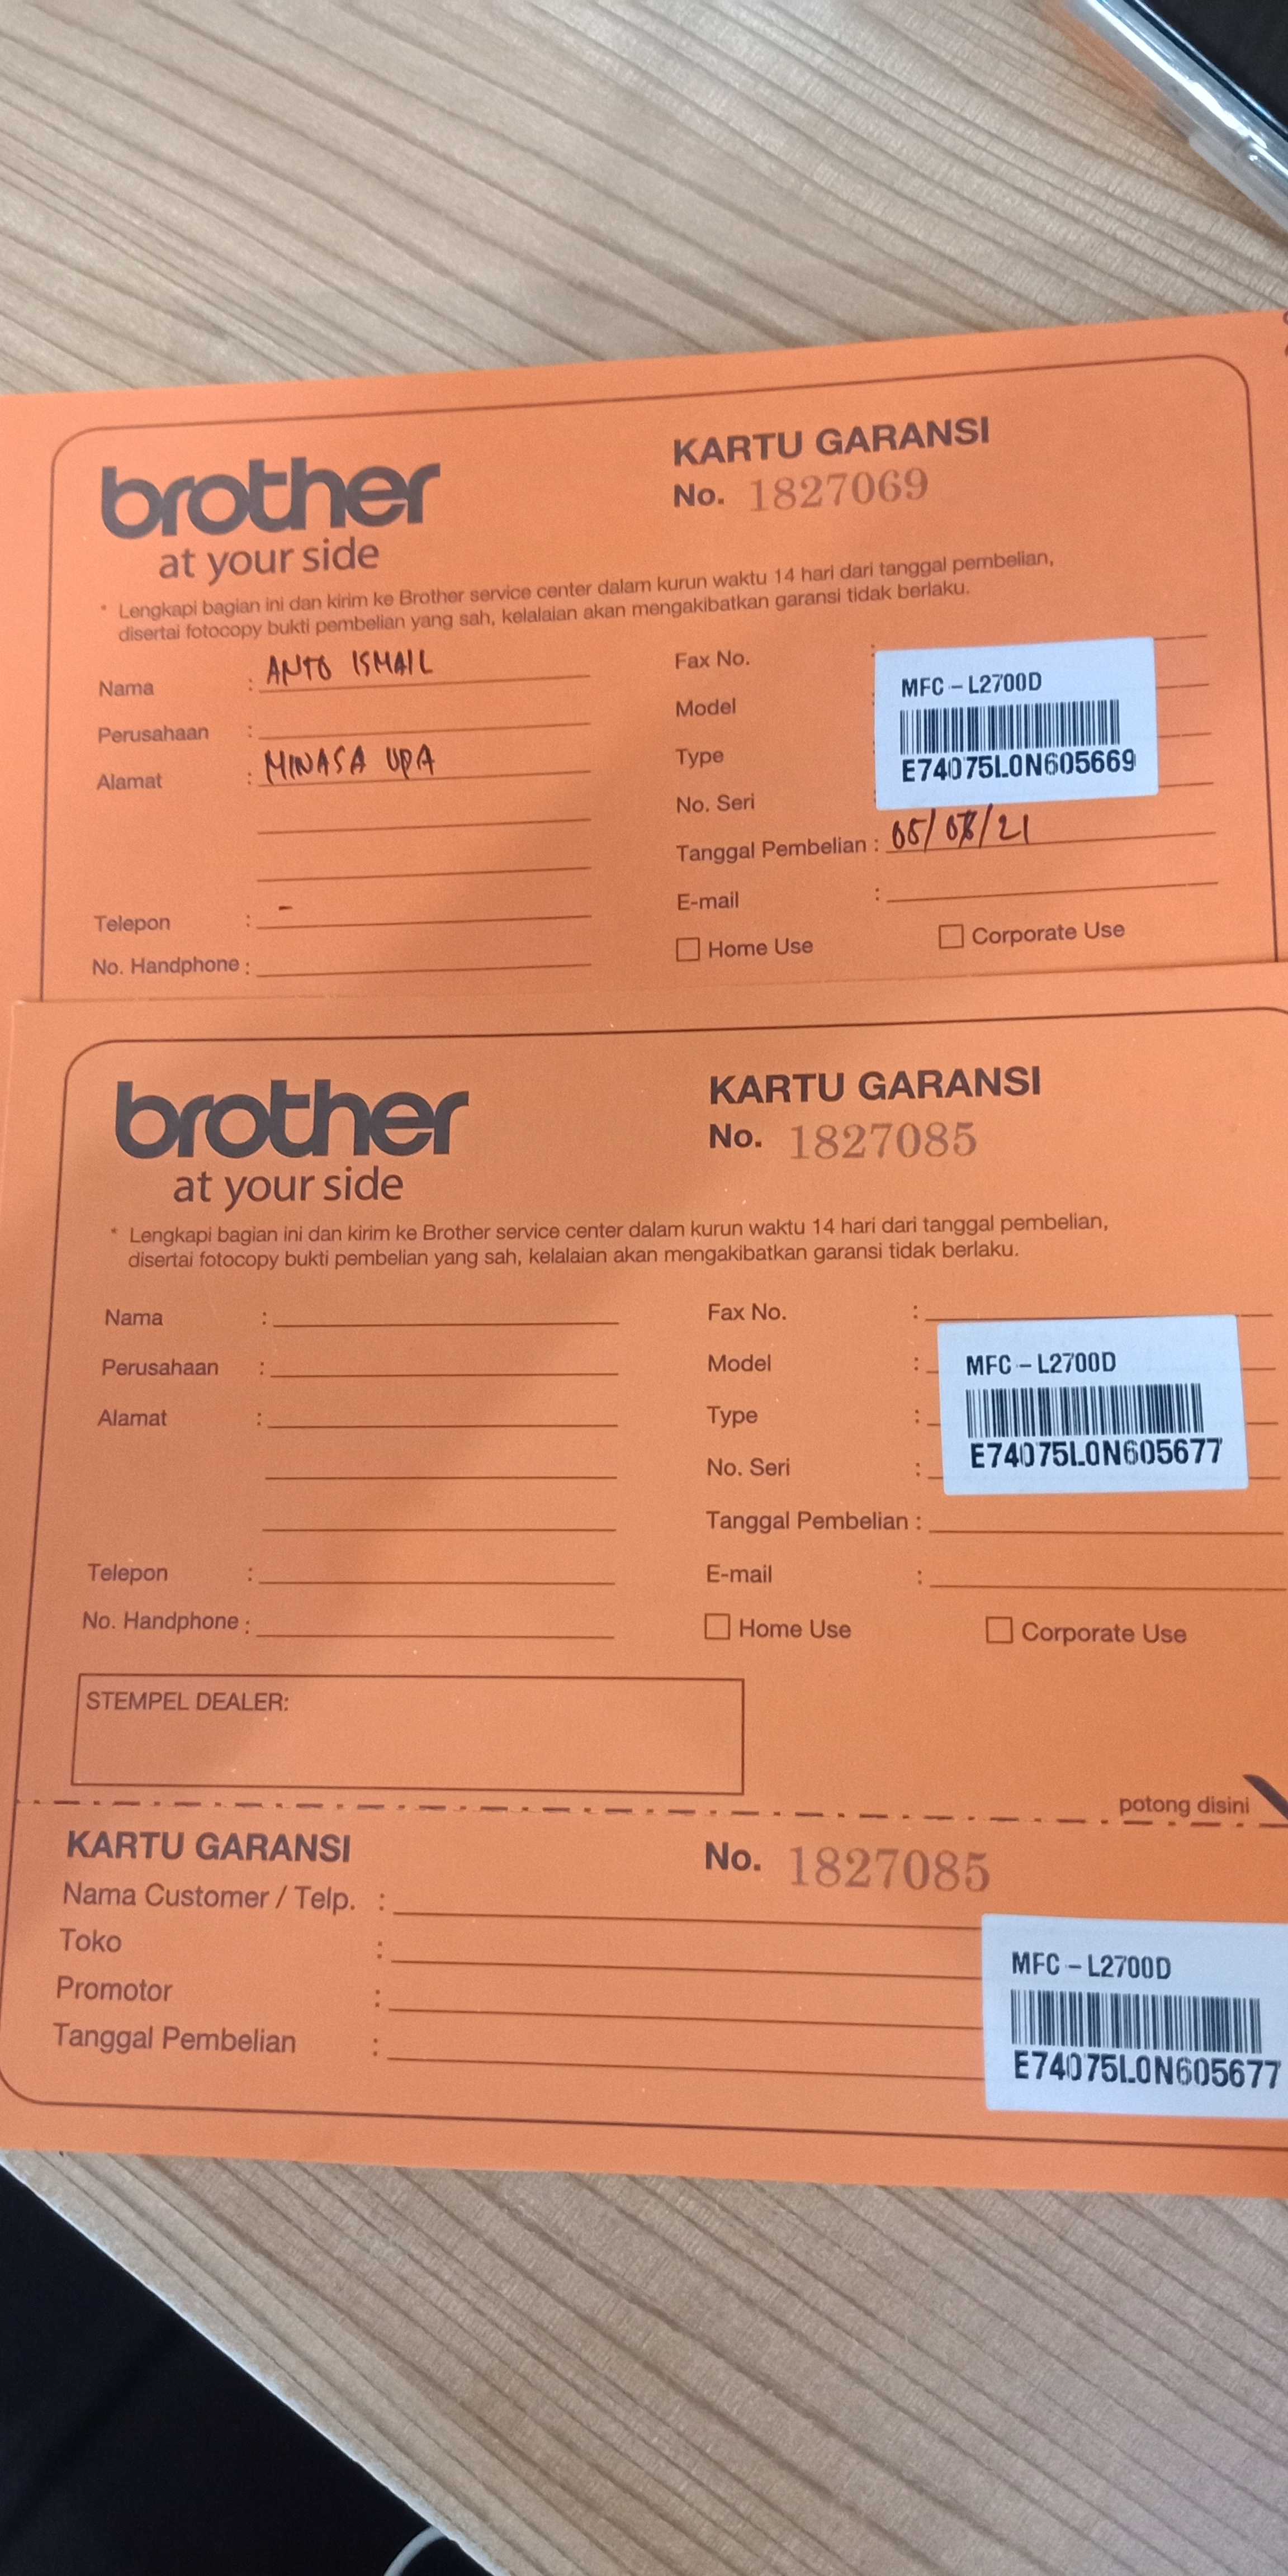 brother
at your side
KARTU GARANSI
No. 1827069
* Lengkapi bagian ini dan kirim ke Brother service center dalam kurun waktu 14 hari dari tanggal pembelian,
disertai fotocopy bukti pembelian yang sah, kelalaian akan mengakibatkan garansi tidak berlaku.
Nama : ANTO ISMAIL
Perusahaan :
Alamat : MINASA UPA
Telepon : -
No. Handphone :
Fax No. :
Model
Type
No. Seri
MFC - L2700D
E74075L0N605669
Tanggal Pembelian : 05/08/21
E-mail :
Home Use
Corporate Use
brother
at your side
KARTU GARANSI
No. 1827085
* Lengkapi bagian ini dan kirim ke Brother service center dalam kurun waktu 14 hari dari tanggal pembelian,
disertai fotocopy bukti pembelian yang sah, kelalaian akan mengakibatkan garansi tidak berlaku.
Nama :
Perusahaan :
Alamat :
Telepon :
No. Handphone :
Fax No. :
Model :
Type :
No. Seri :
MFC - L2700D
E74075L0N605677
Tanggal Pembelian :
E-mail :
Home Use
Corporate Use
STEMPEL DEALER:
potong disini
KARTU GARANSI
No. 1827085
Nama Customer / Telp. :
Toko :
Promotor :
Tanggal Pembelian :
MFC - L2700D
E74075L0N605677